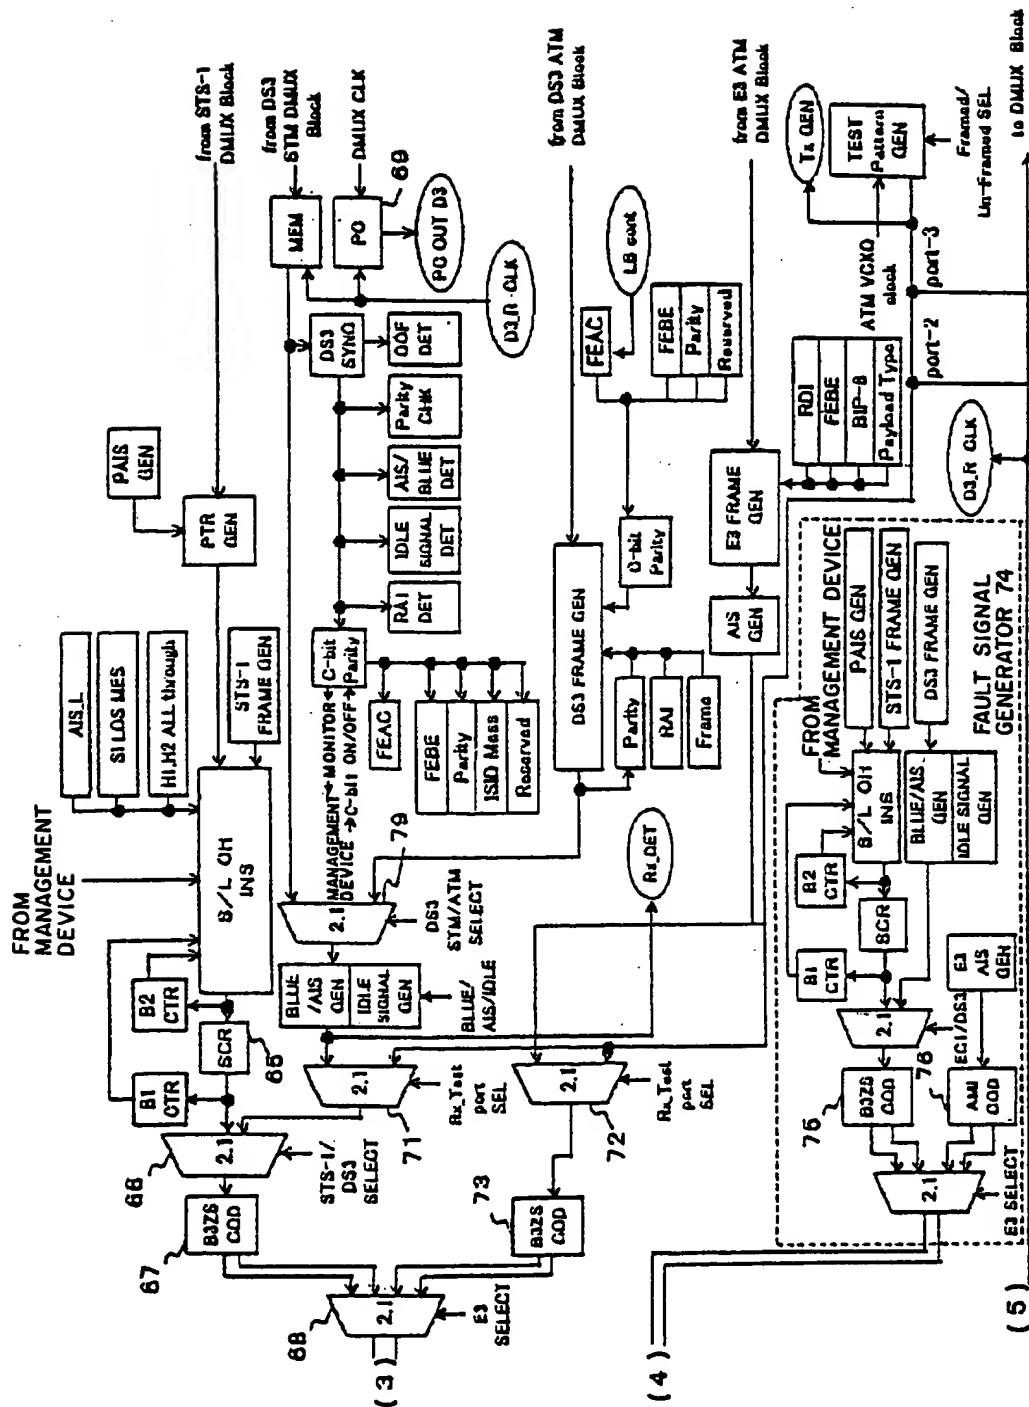 from STS-1
DMUX Block
from DS3
STM DMUX
Block
DMUX CLK
from DS3 ATM
DMUX Block
from E3 ATM
DMUX Block
to DMUX Block
PAIS
GEN
PTR
GEN
MEM
PC
69
PC OUT D3
D3_R CLK
DS3
SYNC
OOF
DET
Parity
CHK
AIS/
BLUE
DET
IDLE
SIGNAL
DET
RAI
DET
C-bit
Parity
FEAC
FEBE
Parity
ISID Mess
Reserved
MANAGEMENT
DEVICE
MONITOR
C-bit ON/OFF
AIS_L
S1 LOS MES
H1,H2 ALL through
STS-1
FRAME GEN
FROM
MANAGEMENT
DEVICE
S/L OH
INS
B2
CTR
B1
CTR
SCR
65
66
2.1
STS-1/
DS3
SELECT
67
B3ZS
COD
68
2.1
E3
SELECT
(3)
79
2.1
DS3
STM/ATM
SELECT
BLUE
/AIS
GEN
IDLE
SIGNAL
GEN
BLUE/
AIS/IDLE
71
2.1
Rx_Test
port
SEL
FEAC
LB cont
FEBE
Parity
Reserved
C-bit
Parity
DS3 FRAME GEN
Parity
RAI
Frame
Rx_DET
E3 FRAME
GEN
AIS
GEN
72
2.1
Rx_Test
port
SEL
73
B3ZS
COD
(4)
Tx GEN
TEST
Pattern
GEN
Framed/
Un-Framed SEL
ATM VCXO
clock
port-3
port-2
RDI
FEBE
BIP-8
Payload Type
D3_R CLK
FROM
MANAGEMENT DEVICE
PAIS GEN
STS-1 FRAME GEN
DS3 FRAME GEN
FAULT SIGNAL
GENERATOR 74
S/L OH
INS
BLUE/AIS
GEN
IDLE SIGNAL
GEN
B2
CTR
B1
CTR
SCR
E3
AIS
GEN
2.1
EC1/DS3
75
B3ZS
COD
76
AMI
COD
2.1
E3 SELECT
(5)